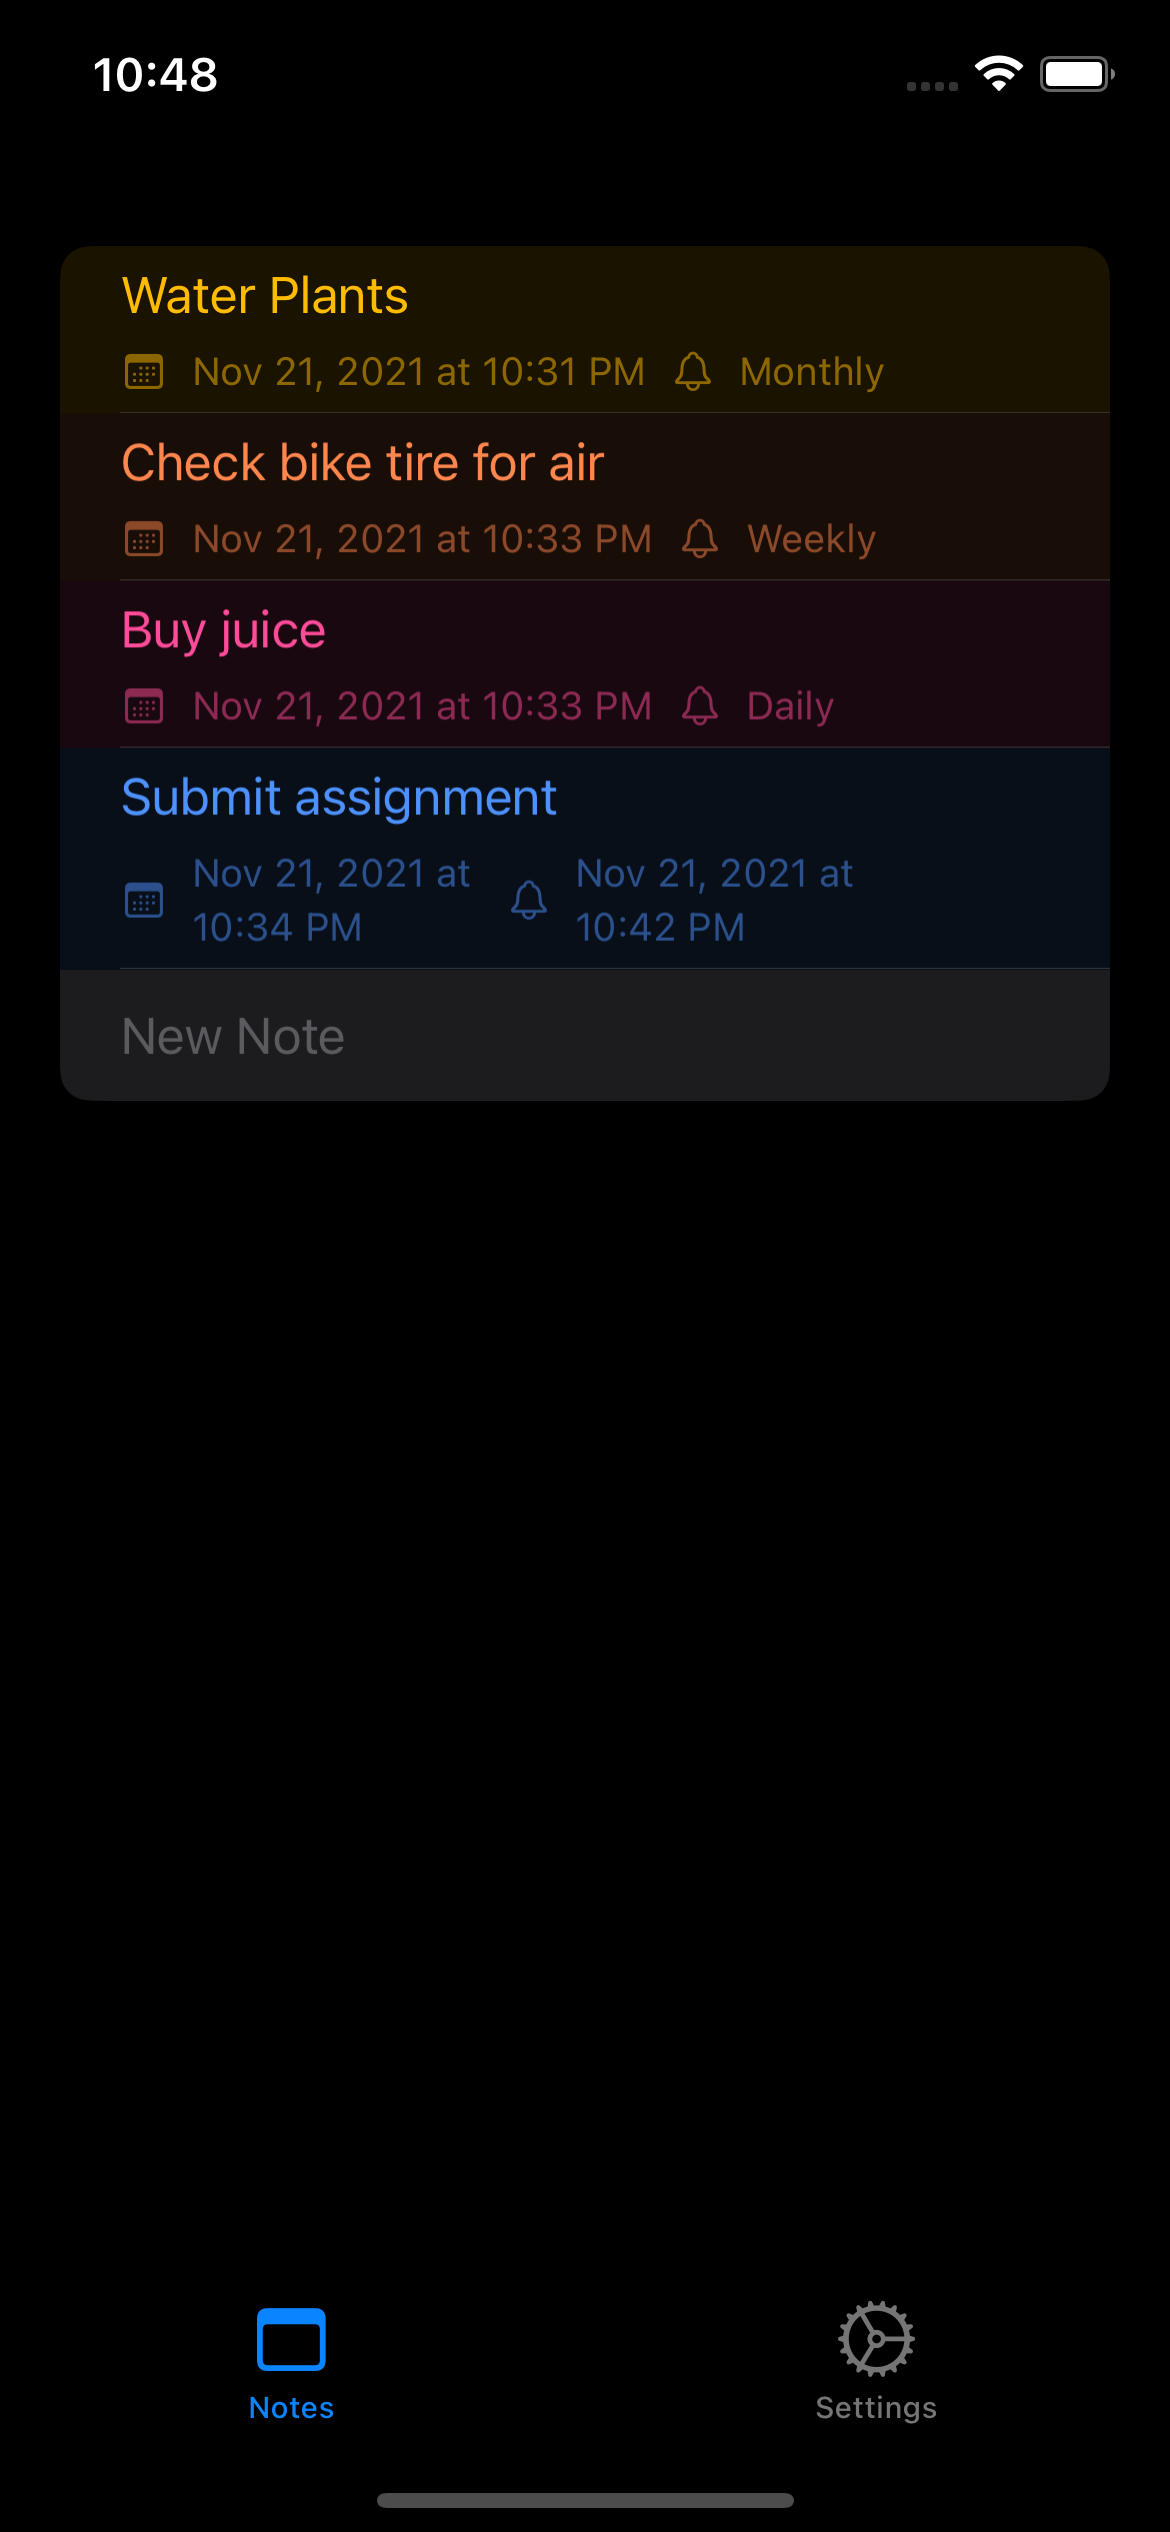 10:48
Water Plants
Nov 21, 2021 at 10:31 PM Monthly
Check bike tire for air
Nov 21, 2021 at 10:33 PM Weekly
Buy juice
Nov 21, 2021 at 10:33 PM Daily
Submit assignment
Nov 21, 2021 at
10:34 PM
Nov 21, 2021 at
10:42 PM
New Note
Notes
Settings